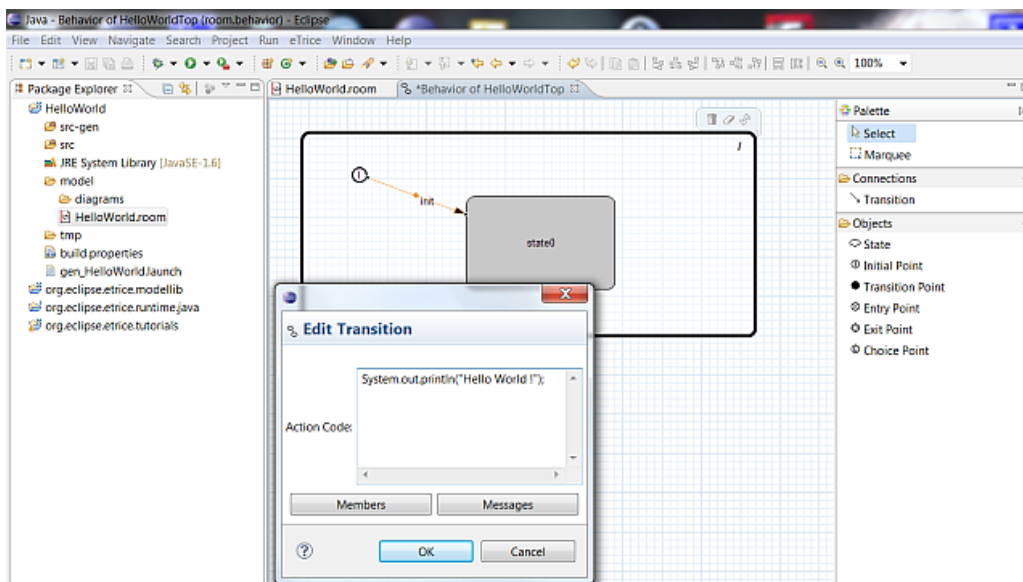 Java - Behavior of HelloWorldTop (room.behavior) - Eclipse
File Edit View Navigate Search Project Run eTrice Window Help
100%
Package Explorer
HelloWorld.room
*Behavior of HelloWorldTop
HelloWorld
src-gen
src
JRE System Library [JavaSE-1.6]
model
diagrams
HelloWorld.room
tmp
build.properties
gen_HelloWorld.launch
org.eclipse.etrice.modellib
org.eclipse.etrice.runtime.java
org.eclipse.etrice.tutorials
/
I
init
state0
Palette
Select
Marquee
Connections
Transition
Objects
State
Initial Point
Transition Point
Entry Point
Exit Point
Choice Point
Edit Transition
Action Code:
System.out.println("Hello World !");
Members
Messages
?
OK
Cancel